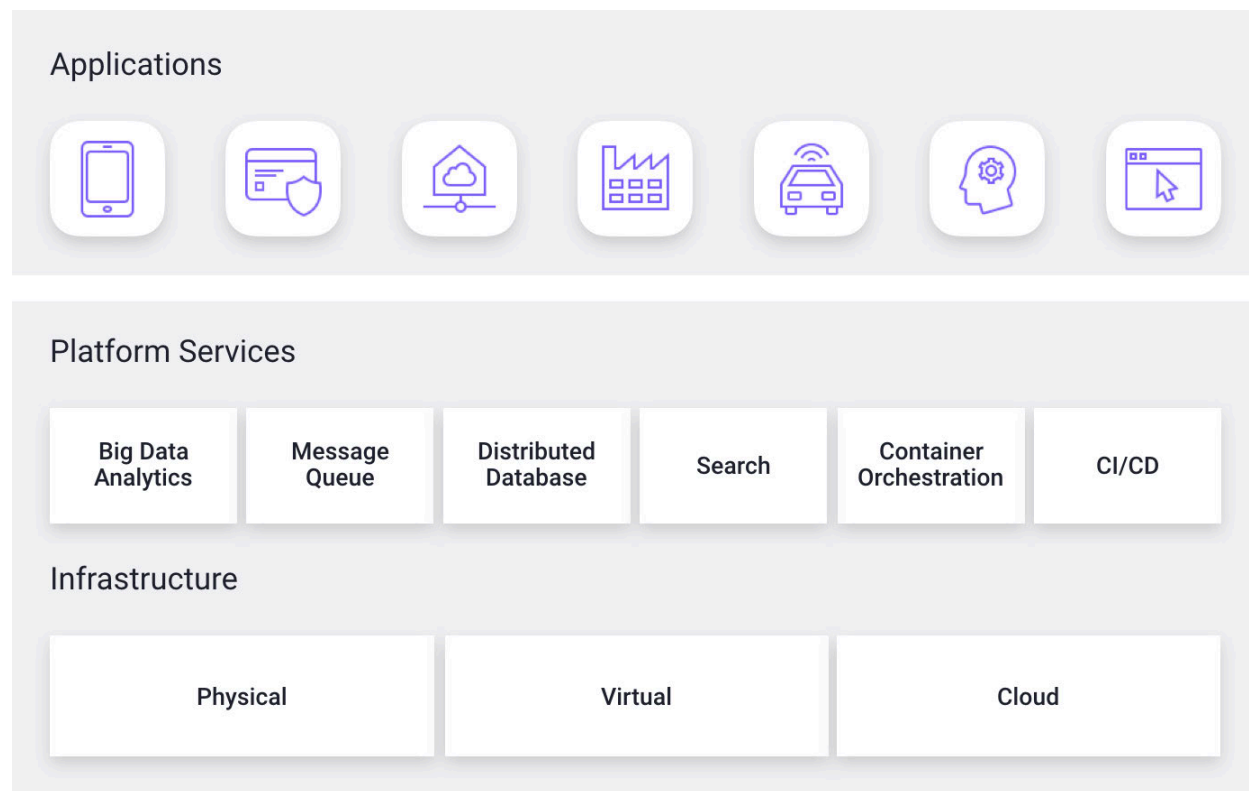 Applications
Platform Services
Big Data
Analytics
Message
Queue
Distributed
Database
Search
Container
Orchestration
CI/CD
Infrastructure
Physical
Virtual
Cloud